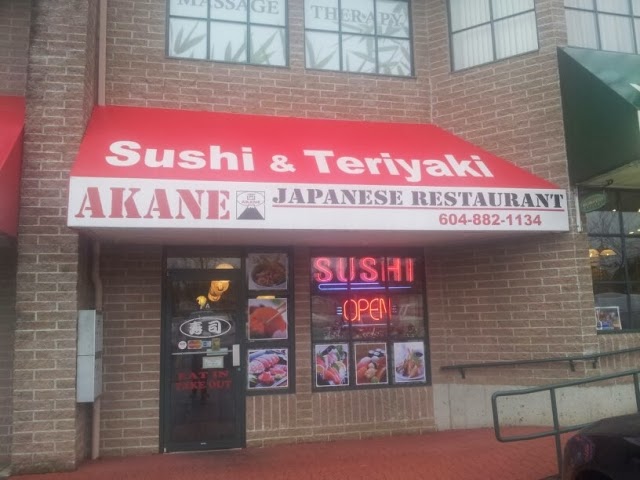 MASSAGE THERAPY
Sushi & Teriyaki
AKANE JAPANESE RESTAURANT
604-882-1134
SUSHI
OPEN
寿司
EAT IN
TAKE OUT